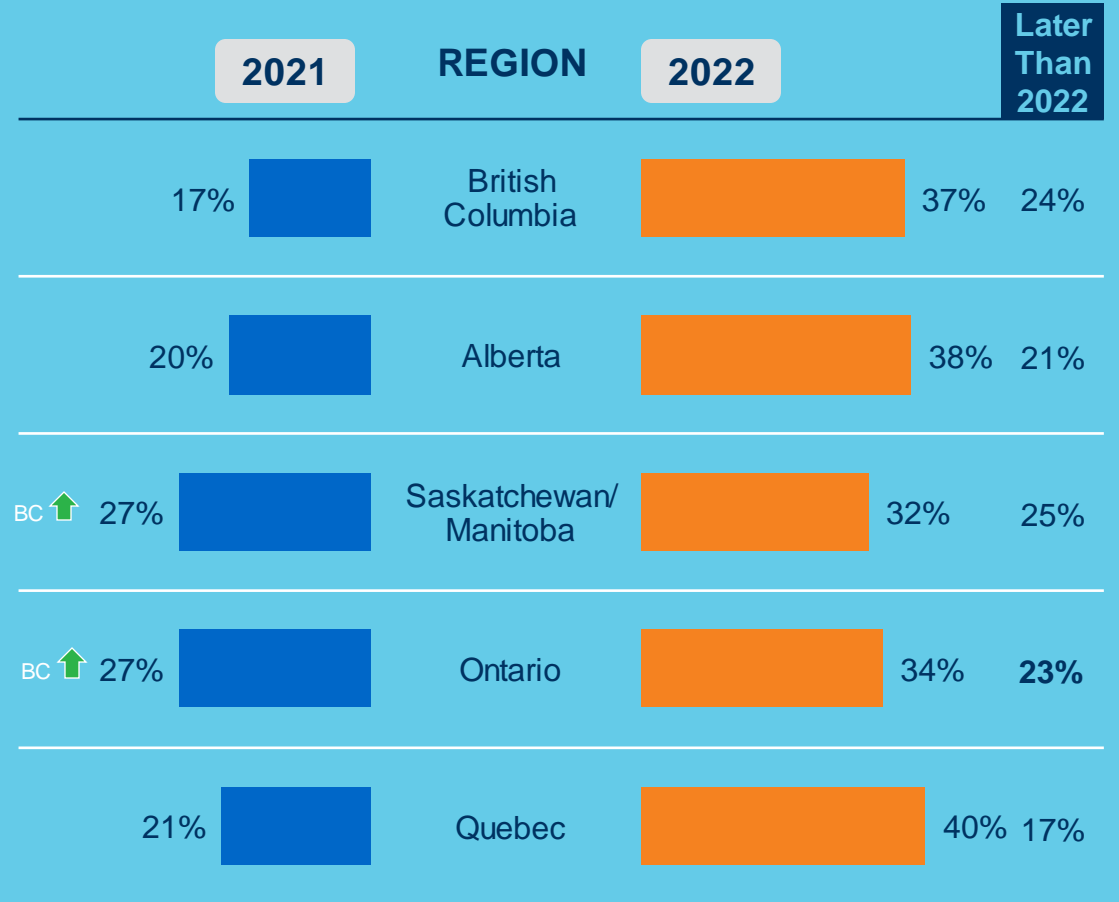 2021 REGION 2022 Later
Than
2022
17% British
Columbia 37% 24%
20% Alberta 38% 21%
BC 27% Saskatchewan/
Manitoba 32% 25%
BC 27% Ontario 34% 23%
21% Quebec 40% 17%